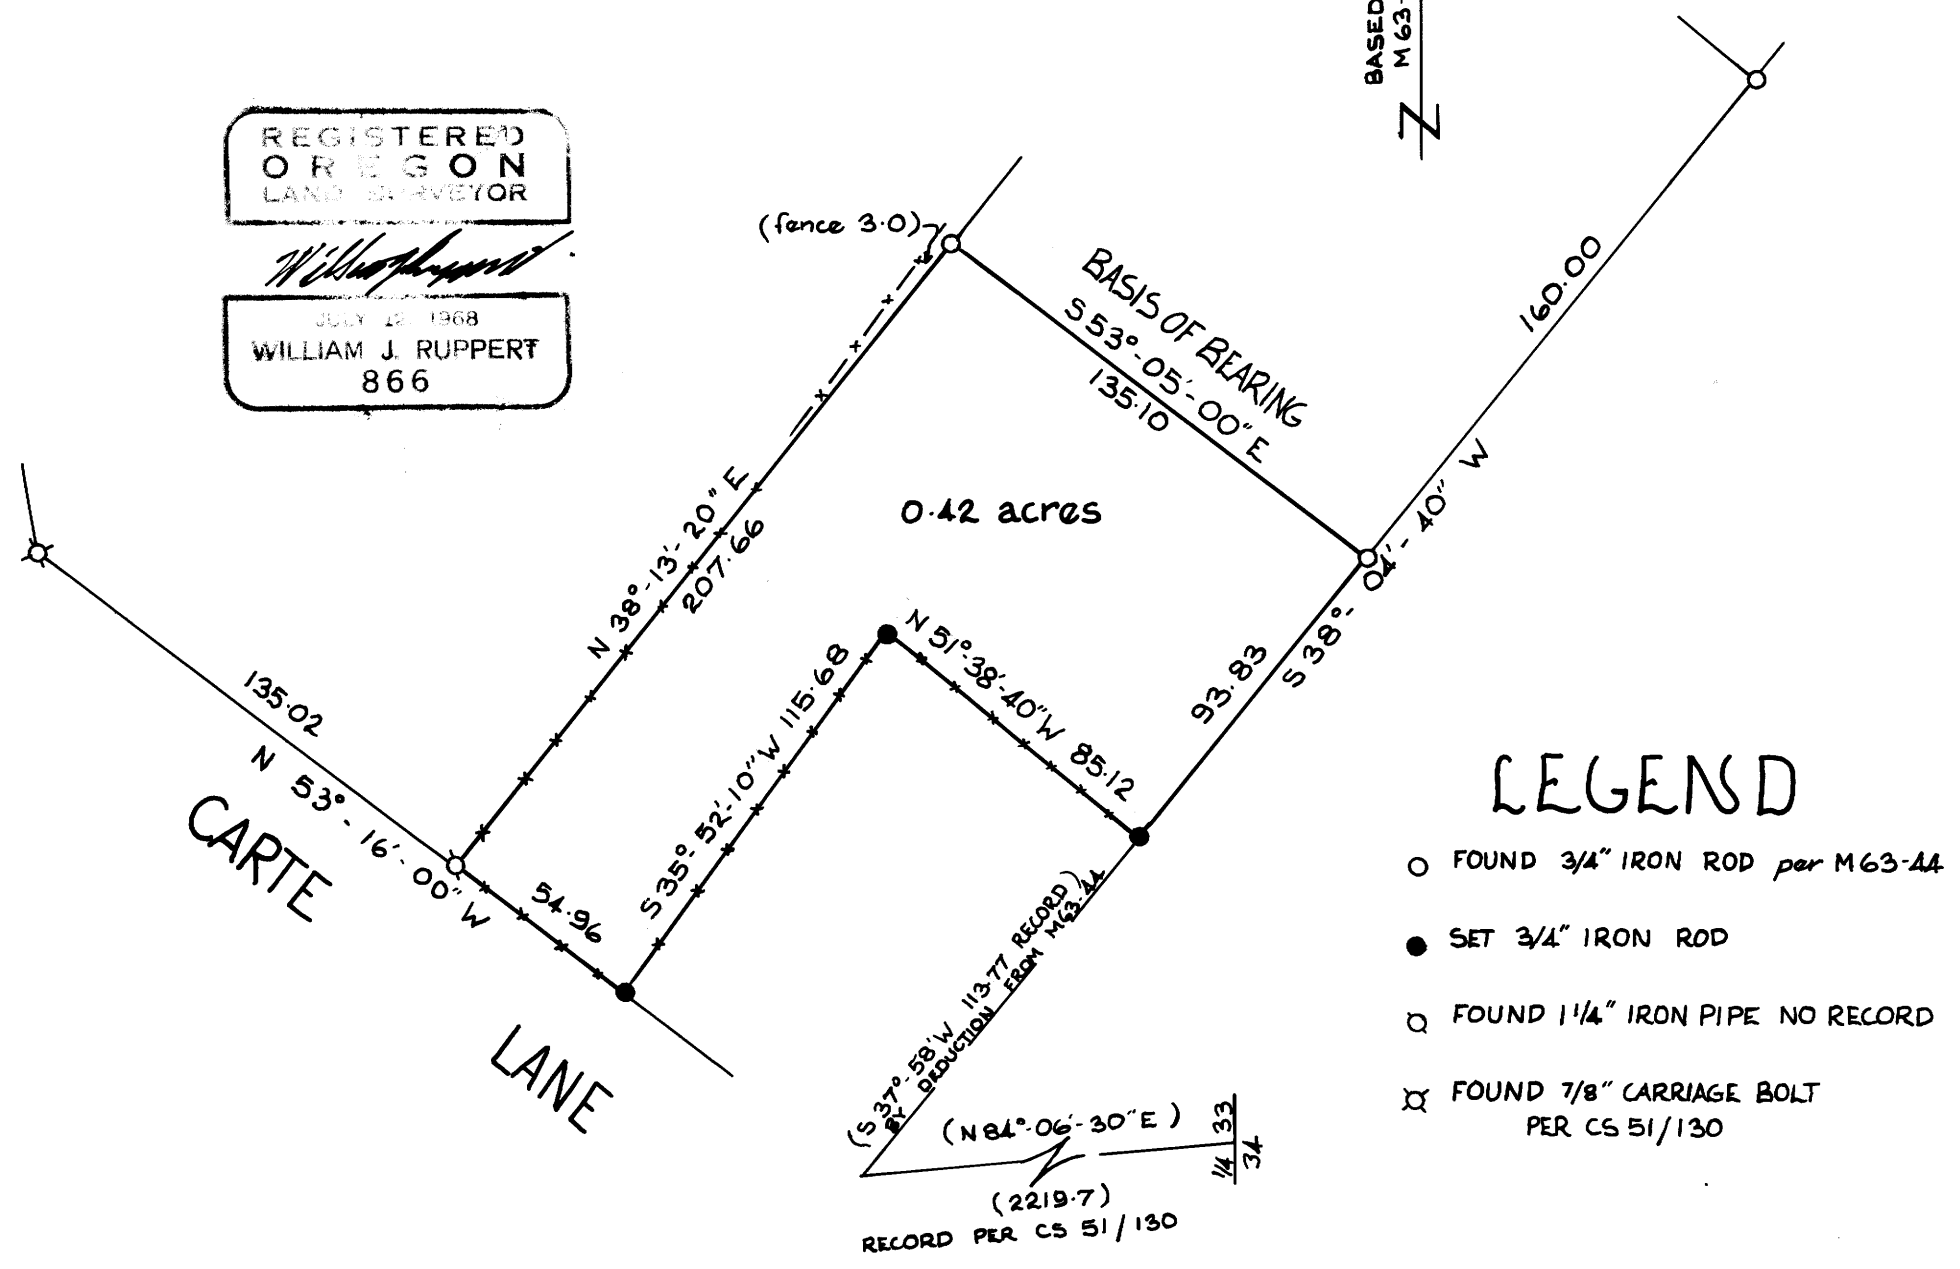 BASED
M 63-
N
REGISTERED
OREGON
LAND SURVEYOR
JULY 12, 1968
WILLIAM J. RUPPERT
866
(fence 3.0)
BASIS OF BEARING
S 53°-05'-00" E
135.10
160.00
S 38°- 04'- 40" W
93.83
0.42 acres
N 38°-13'-20" E
207.66
N 51°-38'-40" W 85.12
S 35°-52'-10" W 115.68
135.02
N 53°-16'-00" W
54.96
CARTE
LANE
(S 37°-58' W 113.77 RECORD)
BY DEDUCTION FROM M63-44
(N 84°-06'-30" E)
33
1/4 34
(2219.7)
RECORD PER CS 51/130
LEGEND
FOUND 3/4" IRON ROD per M63-44
SET 3/4" IRON ROD
FOUND 1 1/4" IRON PIPE NO RECORD
FOUND 7/8" CARRIAGE BOLT
PER CS 51/130